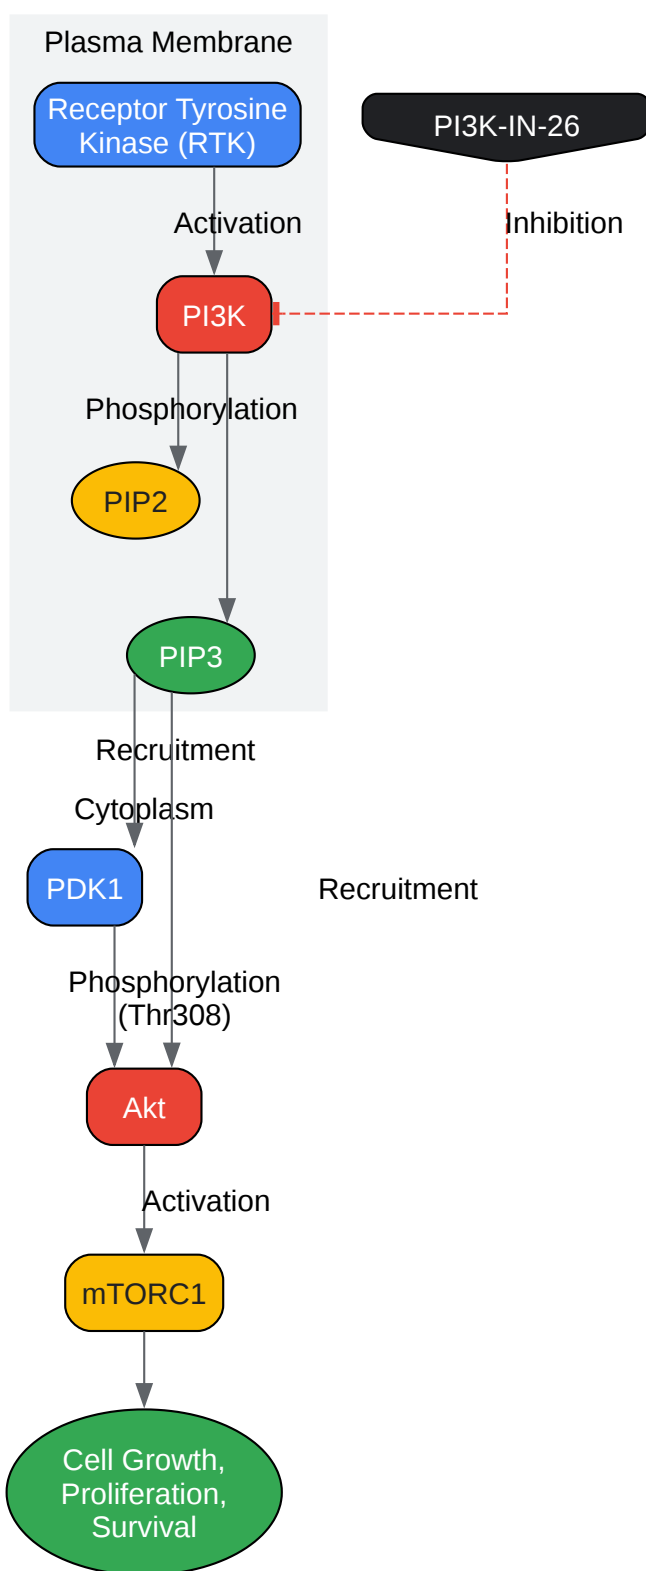 Plasma Membrane
Receptor Tyrosine
Kinase (RTK)
PI3K-IN-26
Activation
Inhibition
PI3K
Phosphorylation
PIP2
PIP3
Recruitment
Cytoplasm
PDK1
Recruitment
Phosphorylation
(Thr308)
Akt
Activation
mTORC1
Cell Growth,
Proliferation,
Survival